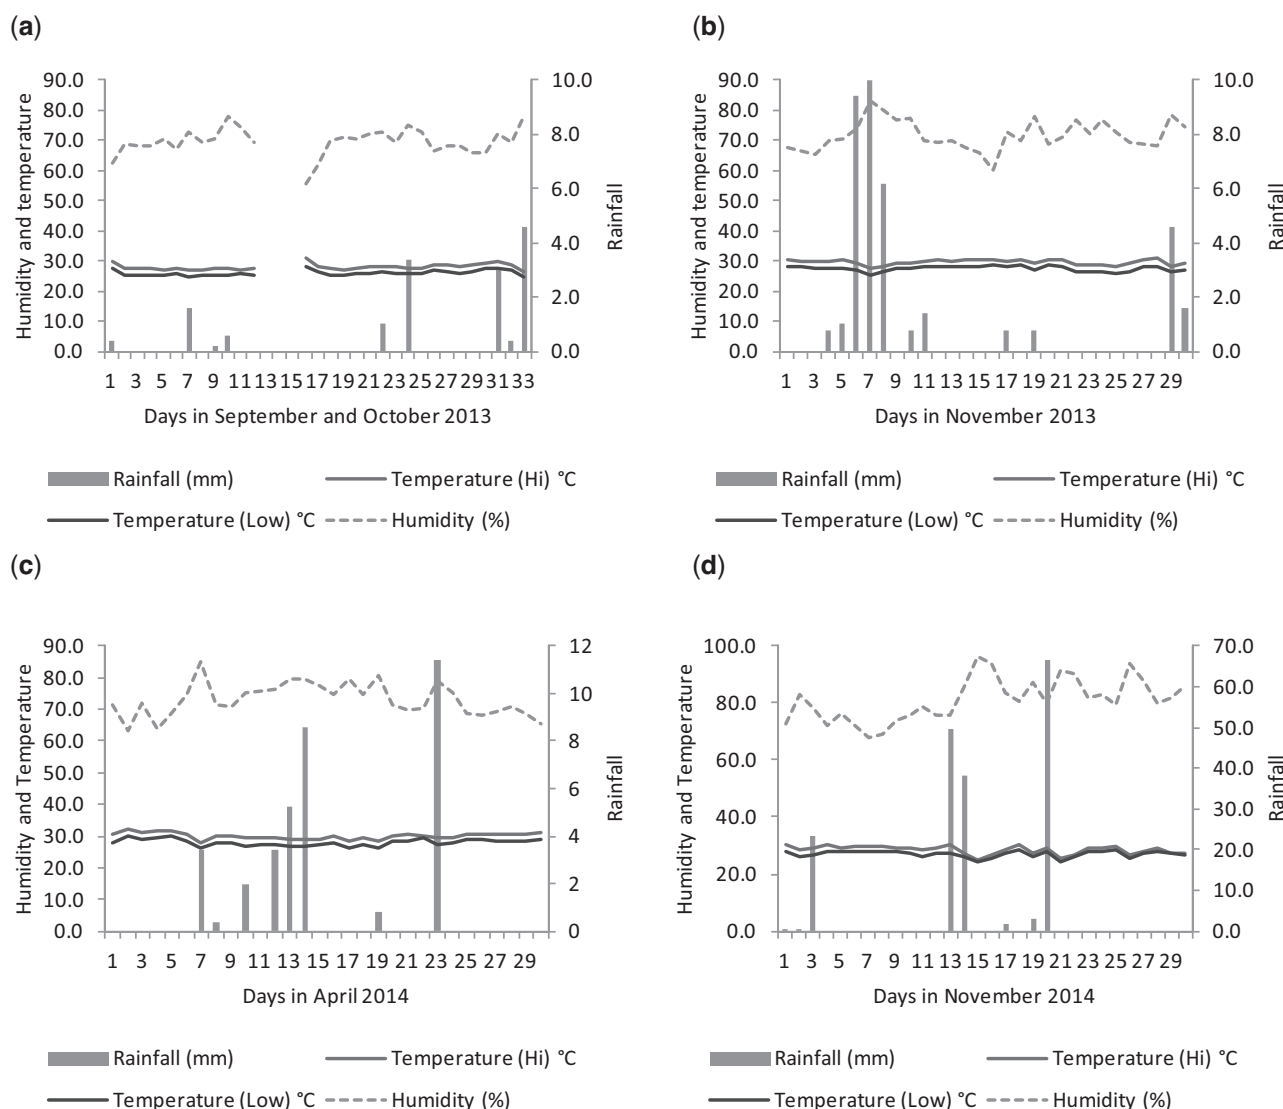 (a)
90.0
80.0
70.0
60.0
50.0
40.0
30.0
20.0
10.0
0.0
Humidity and temperature
10.0
8.0
6.0
4.0
2.0
0.0
Rainfall
1 3 5 7 9 11 13 15 17 19 21 23 25 27 29 31 33
Days in September and October 2013
Rainfall (mm) Temperature (Hi) °C
Temperature (Low) °C Humidity (%)
(b)
90.0
80.0
70.0
60.0
50.0
40.0
30.0
20.0
10.0
0.0
Humidity and temperature
10.0
8.0
6.0
4.0
2.0
0.0
Rainfall
1 3 5 7 9 11 13 15 17 19 21 23 25 27 29
Days in November 2013
Rainfall (mm) Temperature (Hi) °C
Temperature (Low) °C Humidity (%)
(c)
90.0
80.0
70.0
60.0
50.0
40.0
30.0
20.0
10.0
0.0
Humidity and Temperature
12
10
8
6
4
2
0
Rainfall
1 3 5 7 9 11 13 15 17 19 21 23 25 27 29
Days in April 2014
Rainfall (mm) Temperature (Hi) °C
Temperature (Low) °C Humidity (%)
(d)
100.0
80.0
60.0
40.0
20.0
0.0
Humidity and Temperature
70.0
60.0
50.0
40.0
30.0
20.0
10.0
0.0
Rainfall
1 3 5 7 9 11 13 15 17 19 21 23 25 27 29
Days in November 2014
Rainfall (mm) Temperature (Hi) °C
Temperature (Low) °C Humidity (%)